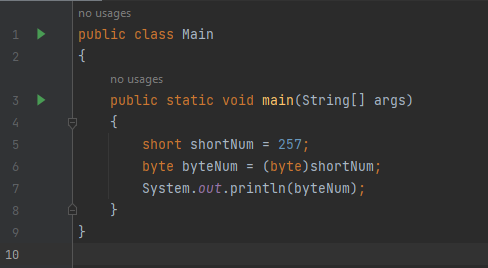 no usages
1 public class Main
2 {
no usages
3 public static void main(String[] args)
4 {
5 short shortNum = 257;
6 byte byteNum = (byte)shortNum;
7 System.out.println(byteNum);
8 }
9 }
10